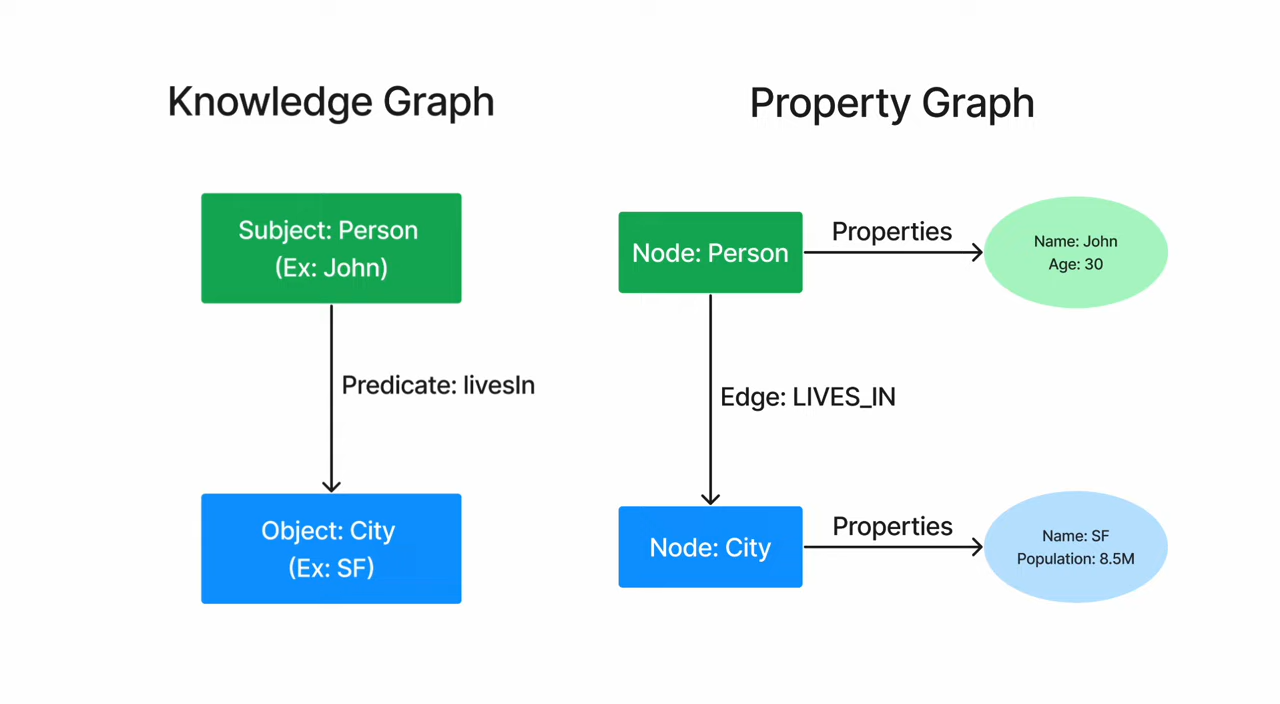 Knowledge Graph
Subject: Person
(Ex: John)
Predicate: livesIn
Object: City
(Ex: SF)
Property Graph
Node: Person
Properties
Name: John
Age: 30
Edge: LIVES_IN
Node: City
Properties
Name: SF
Population: 8.5M